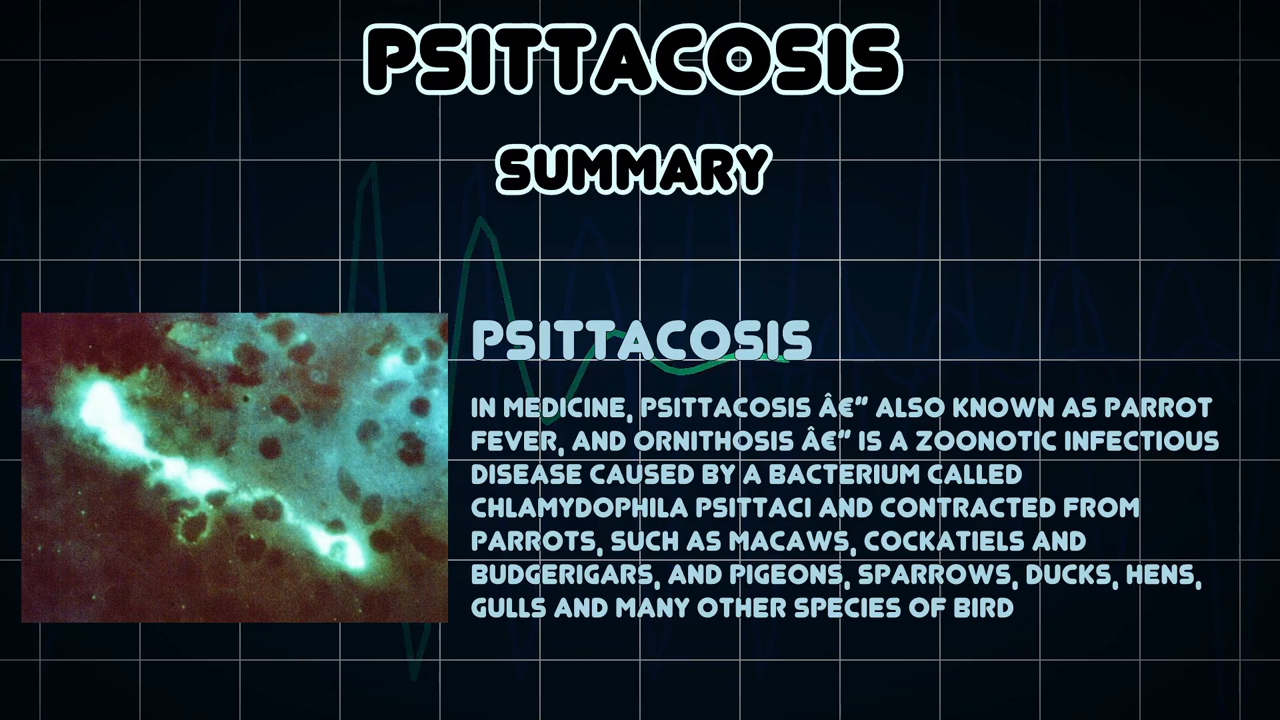 PSITTACOSIS
SUMMARY
PSITTACOSIS
IN MEDICINE, PSITTACOSIS Â€” ALSO KNOWN AS PARROT
FEVER, AND ORNITHOSIS Â€” IS A ZOONOTIC INFECTIOUS
DISEASE CAUSED BY A BACTERIUM CALLED
CHLAMYDOPHILA PSITTACI AND CONTRACTED FROM
PARROTS, SUCH AS MACAWS, COCKATIELS AND
BUDGERIGARS, AND PIGEONS, SPARROWS, DUCKS, HENS,
GULLS AND MANY OTHER SPECIES OF BIRD